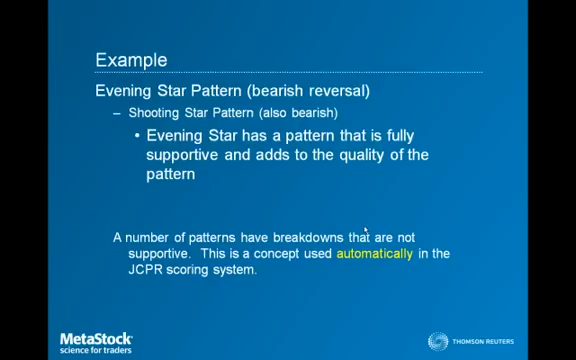 Example
Evening Star Pattern (bearish reversal)
– Shooting Star Pattern (also bearish)
• Evening Star has a pattern that is fully
supportive and adds to the quality of the
pattern
A number of patterns have breakdowns that are not
supportive. This is a concept used automatically in the
JCPR scoring system.
MetaStock
science for traders
THOMSON REUTERS